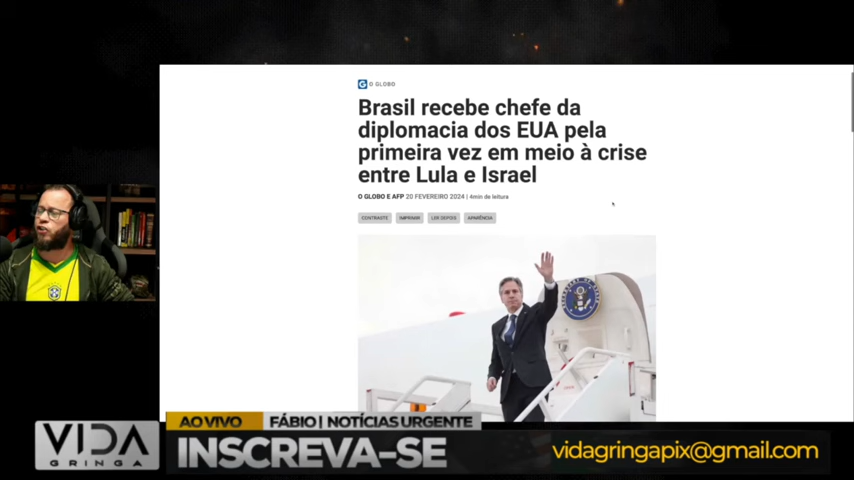 O GLOBO
Brasil recebe chefe da
diplomacia dos EUA pela
primeira vez em meio à crise
entre Lula e Israel
O GLOBO E AFP 20 FEVEREIRO 2024 | 4min de leitura
CONTRASTE IMPRIMIR LER DEPOIS APARÊNCIA
AO VIVO FÁBIO | NOTÍCIAS URGENTE
VIDA
GRINGA
INSCREVA-SE
vidagringapix@gmail.com